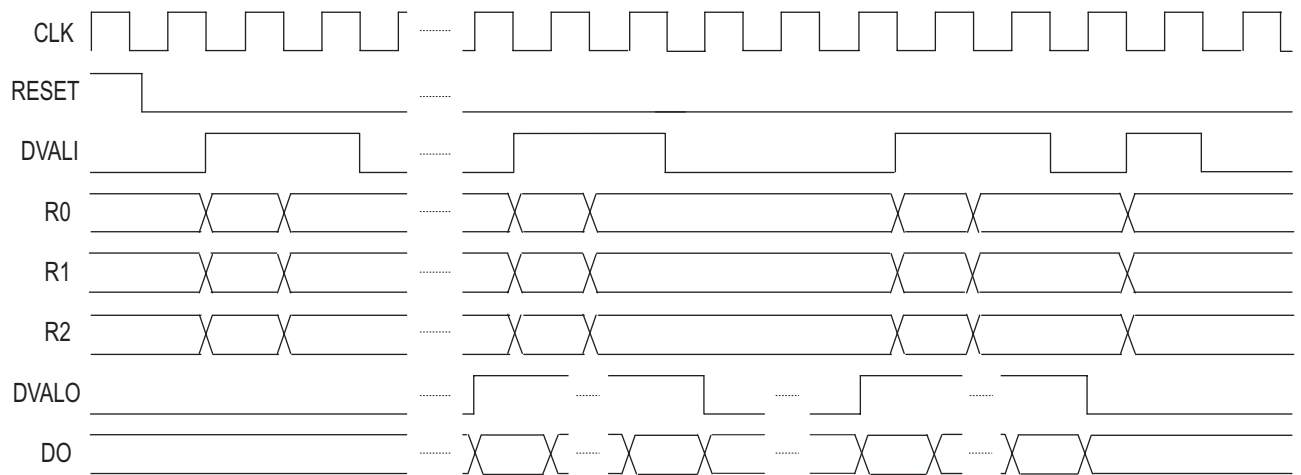 CLK
RESET
DVALI
R0
R1
R2
DVALO
DO